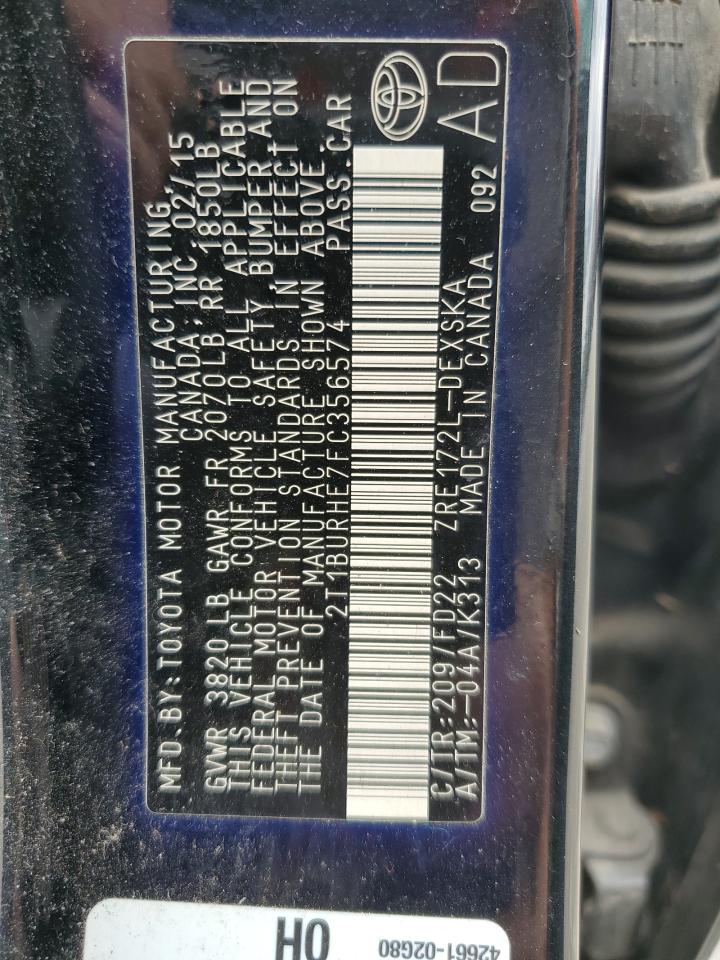 MFD.BY:TOYOTA MOTOR MANUFACTURING
CANADA, INC. 02/15
GVWR 3820 LB GAWR FR 2070LB RR 1850LB
THIS VEHICLE CONFORMS TO ALL APPLICABLE
FEDERAL MOTOR VEHICLE SAFETY, BUMPER AND
THEFT PREVENTION STANDARDS IN EFFECT ON
THE DATE OF MANUFACTURE SHOWN ABOVE.
2T1BURHE7FC356574 PASS.CAR
C/TR:209/FD22 ZRE172L-DEXSKA 092
A/TM:-04A/K313 MADE IN CANADA
AD
OH
42661-02G80